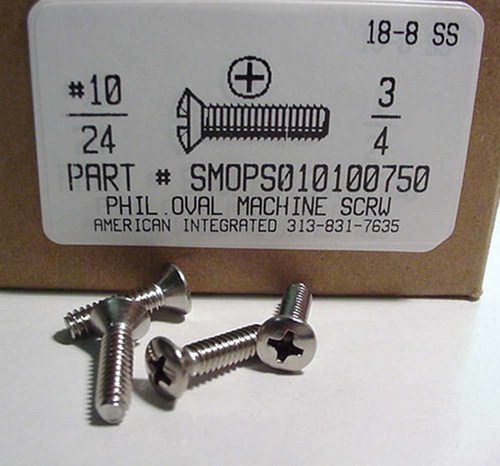 18-8 SS
#10
24
3
4
PART # SMOPS010100750
PHIL.OVAL MACHINE SCRW
AMERICAN INTEGRATED 313-831-7635